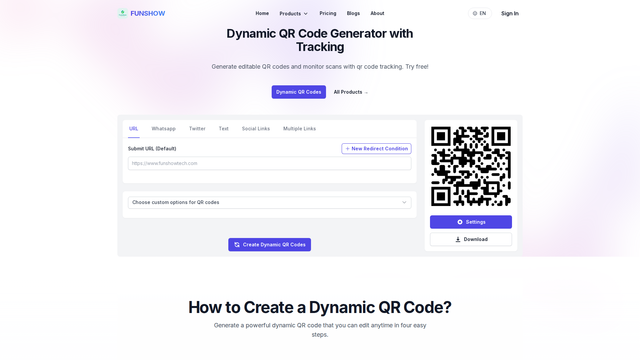 FUNSHOW
Home
Products
Pricing
Blogs
About
EN
Sign In
Dynamic QR Code Generator with
Tracking
Generate editable QR codes and monitor scans with qr code tracking. Try free!
Dynamic QR Codes
All Products →
URL
Whatsapp
Twitter
Text
Social Links
Multiple Links
Submit URL (Default)
+ New Redirect Condition
https://www.funshowtech.com
Choose custom options for QR codes
Create Dynamic QR Codes
Settings
Download
How to Create a Dynamic QR Code?
Generate a powerful dynamic QR code that you can edit anytime in four easy
steps.